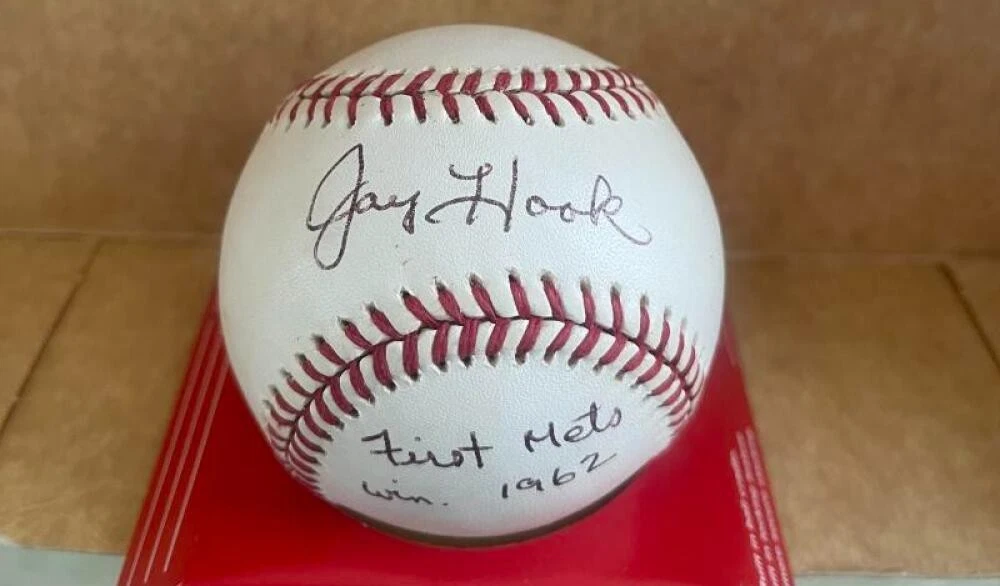 Jay Hook
First Mets
win. 1962